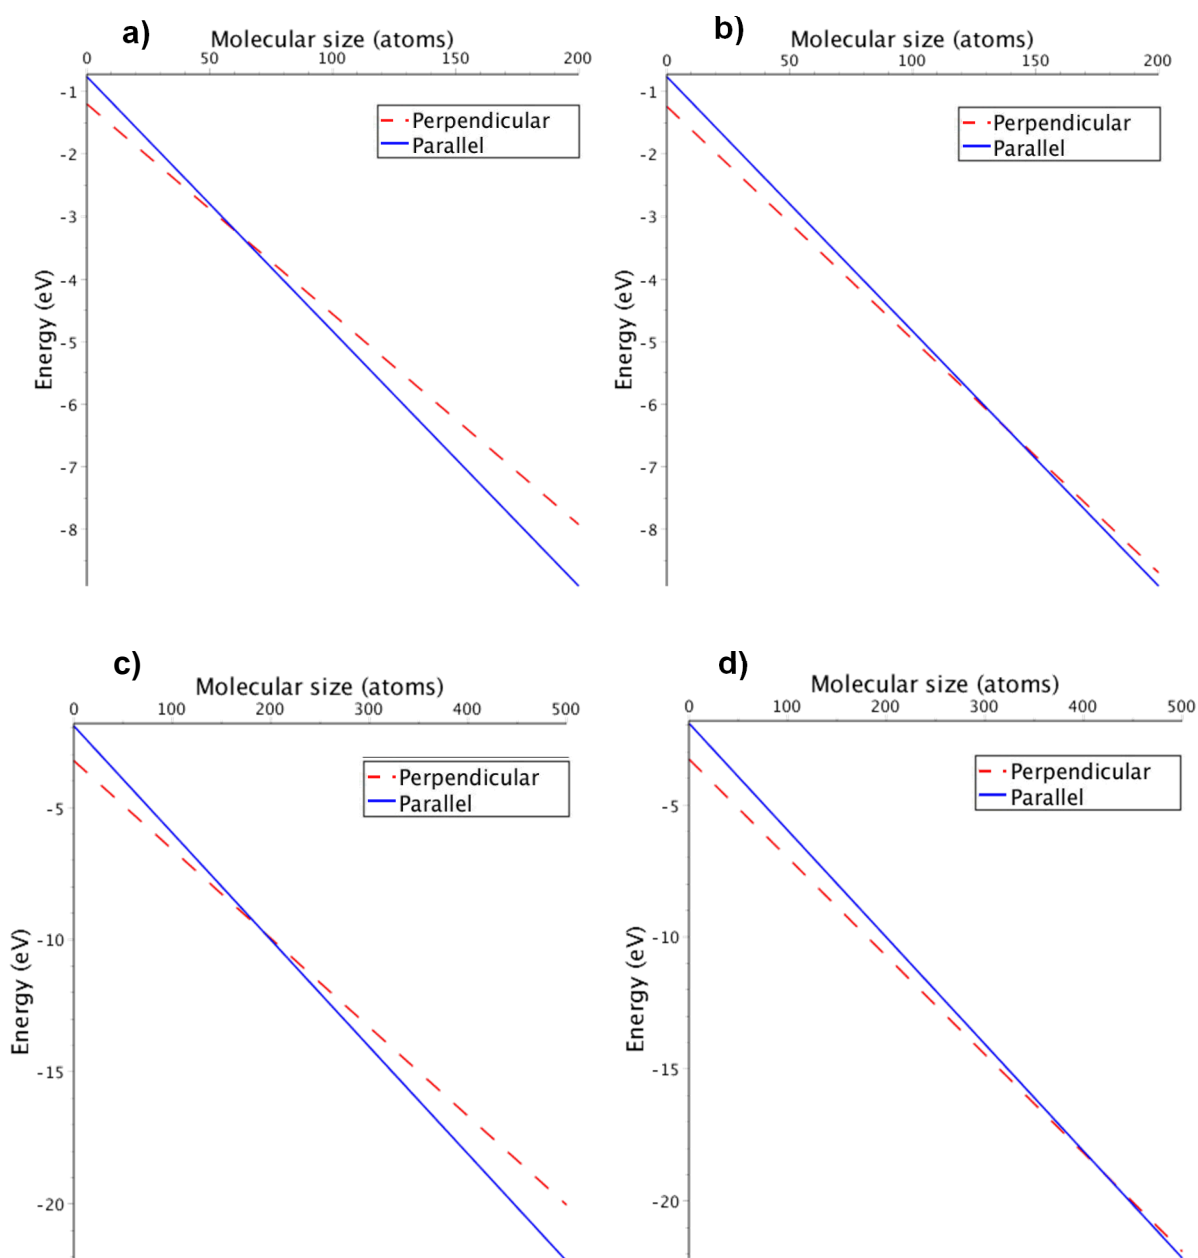 a)
Molecular size (atoms)
0 50 100 150 200
-1
-2
-3
-4
-5
-6
-7
-8
Energy (eV)
Perpendicular
Parallel
b)
Molecular size (atoms)
0 50 100 150 200
-1
-2
-3
-4
-5
-6
-7
-8
Energy (eV)
Perpendicular
Parallel
c)
Molecular size (atoms)
0 100 200 300 400 500
-5
-10
-15
-20
Energy (eV)
Perpendicular
Parallel
d)
Molecular size (atoms)
0 100 200 300 400 500
-5
-10
-15
-20
Energy (eV)
Perpendicular
Parallel